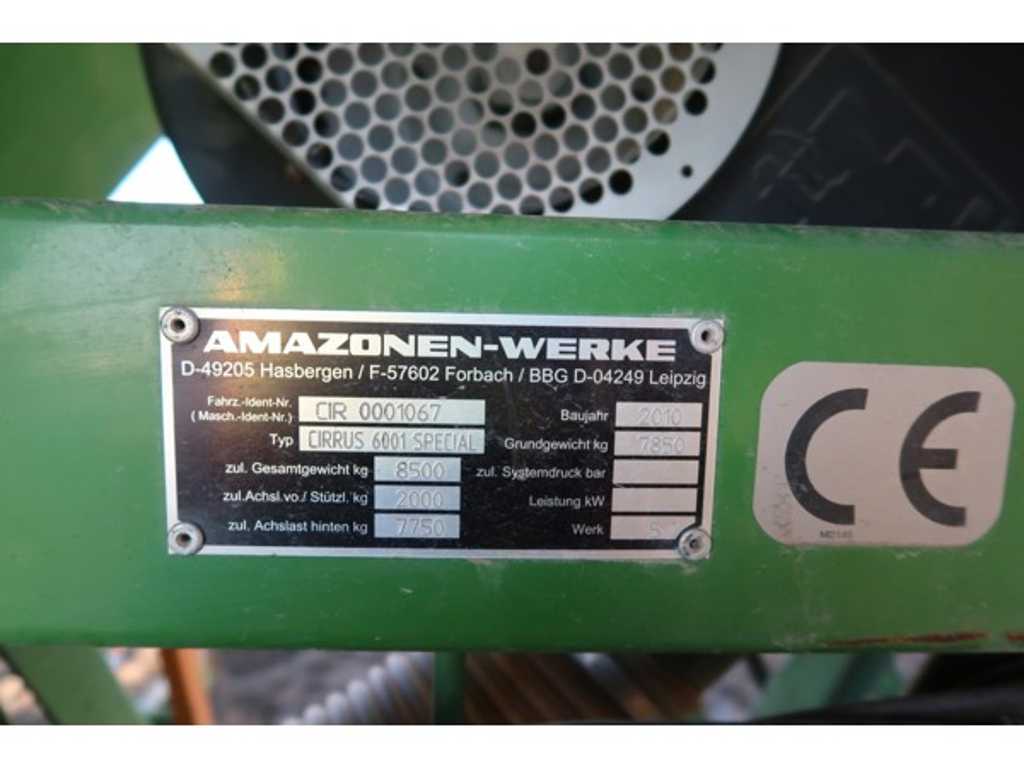 AMAZONEN-WERKE
D-49205 Hasbergen / F-57602 Forbach / BBG D-04249 Leipzig
Fahrz.-Ident-Nr.
( Masch.-Ident-Nr.) CIR 0001067 Baujahr 2010
Typ CIRRUS 6001 SPECIAL Grundgewicht kg 7850
zul. Gesamtgewicht kg 8500 zul. Systemdruck bar
zul.Achsl.vo./ Stützl. kg 2000 Leistung kW
zul. Achslast hinten kg 7750 Werk 5
CE